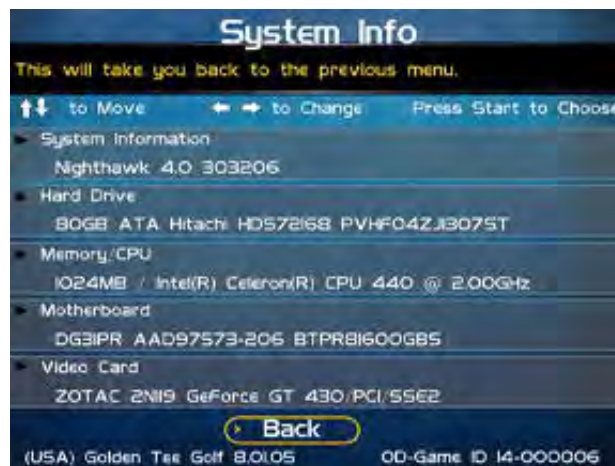 System Info
This will take you back to the previous menu.
to Move to Change Press Start to Choose
System Information
Nighthawk 4.0 303206
Hard Drive
80GB ATA Hitachi HDS72168 PVHF04ZJ1307ST
Memory/CPU
1024MB / Intel(R) Celeron(R) CPU 440 @ 2.00GHz
Motherboard
DG31PR AAD97573-206 BTPR81600GBS
Video Card
ZOTAC 2N119 GeForce GT 430/PCI/SSE2
Back
(USA) Golden Tee Golf 8.01.05 OD-Game ID 14-000006